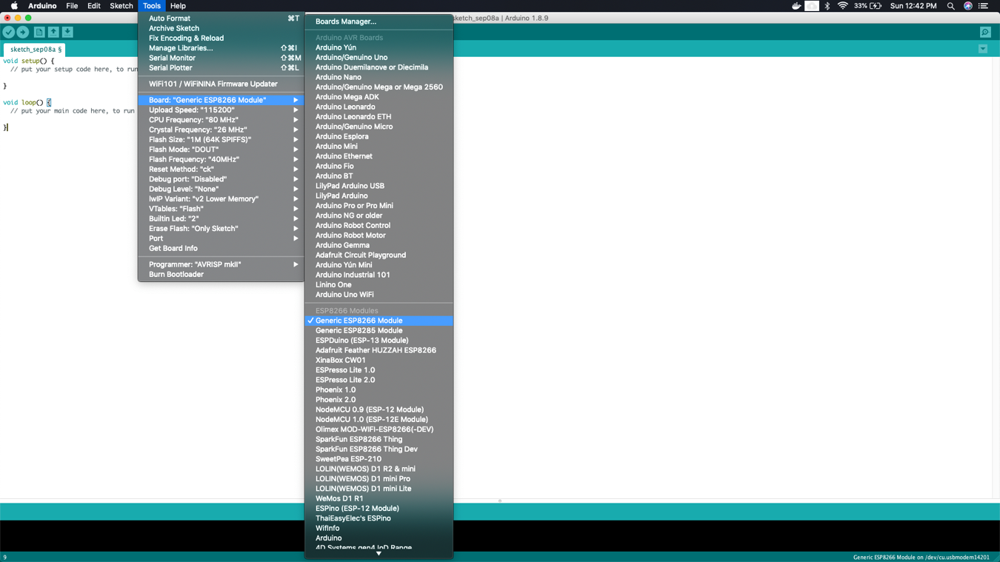 Arduino File Edit Sketch Tools Help 33% Sun 12:42 PM
sketch_sep08a | Arduino 1.8.9
sketch_sep08a §
void setup() {
// put your setup code here, to run
}
void loop() {
// put your main code here, to run
}
Auto Format ⌘T
Archive Sketch
Fix Encoding & Reload
Manage Libraries... ⇧⌘I
Serial Monitor ⇧⌘M
Serial Plotter ⇧⌘L
WiFi101 / WiFiNINA Firmware Updater
Board: "Generic ESP8266 Module"
Upload Speed: "115200"
CPU Frequency: "80 MHz"
Crystal Frequency: "26 MHz"
Flash Size: "1M (64K SPIFFS)"
Flash Mode: "DOUT"
Flash Frequency: "40MHz"
Reset Method: "ck"
Debug port: "Disabled"
Debug Level: "None"
lwIP Variant: "v2 Lower Memory"
VTables: "Flash"
Builtin Led: "2"
Erase Flash: "Only Sketch"
Port
Get Board Info
Programmer: "AVRISP mkII"
Burn Bootloader
Boards Manager...
Arduino AVR Boards
Arduino Yún
Arduino/Genuino Uno
Arduino Duemilanove or Diecimila
Arduino Nano
Arduino/Genuino Mega or Mega 2560
Arduino Mega ADK
Arduino Leonardo
Arduino Leonardo ETH
Arduino/Genuino Micro
Arduino Esplora
Arduino Mini
Arduino Ethernet
Arduino Fio
Arduino BT
LilyPad Arduino USB
LilyPad Arduino
Arduino Pro or Pro Mini
Arduino NG or older
Arduino Robot Control
Arduino Robot Motor
Arduino Gemma
Adafruit Circuit Playground
Arduino Yún Mini
Arduino Industrial 101
Linino One
Arduino Uno WiFi
ESP8266 Modules
✓ Generic ESP8266 Module
Generic ESP8285 Module
ESPDuino (ESP-13 Module)
Adafruit Feather HUZZAH ESP8266
XinaBox CW01
ESPresso Lite 1.0
ESPresso Lite 2.0
Phoenix 1.0
Phoenix 2.0
NodeMCU 0.9 (ESP-12 Module)
NodeMCU 1.0 (ESP-12E Module)
Olimex MOD-WIFI-ESP8266(-DEV)
SparkFun ESP8266 Thing
SparkFun ESP8266 Thing Dev
SweetPea ESP-210
LOLIN(WEMOS) D1 R2 & mini
LOLIN(WEMOS) D1 mini Pro
LOLIN(WEMOS) D1 mini Lite
WeMos D1 R1
ESPino (ESP-12 Module)
ThaiEasyElec's ESPino
WifInfo
Arduino
4D Systems gen4 IoD Range
9
Generic ESP8266 Module on /dev/cu.usbmodem14201